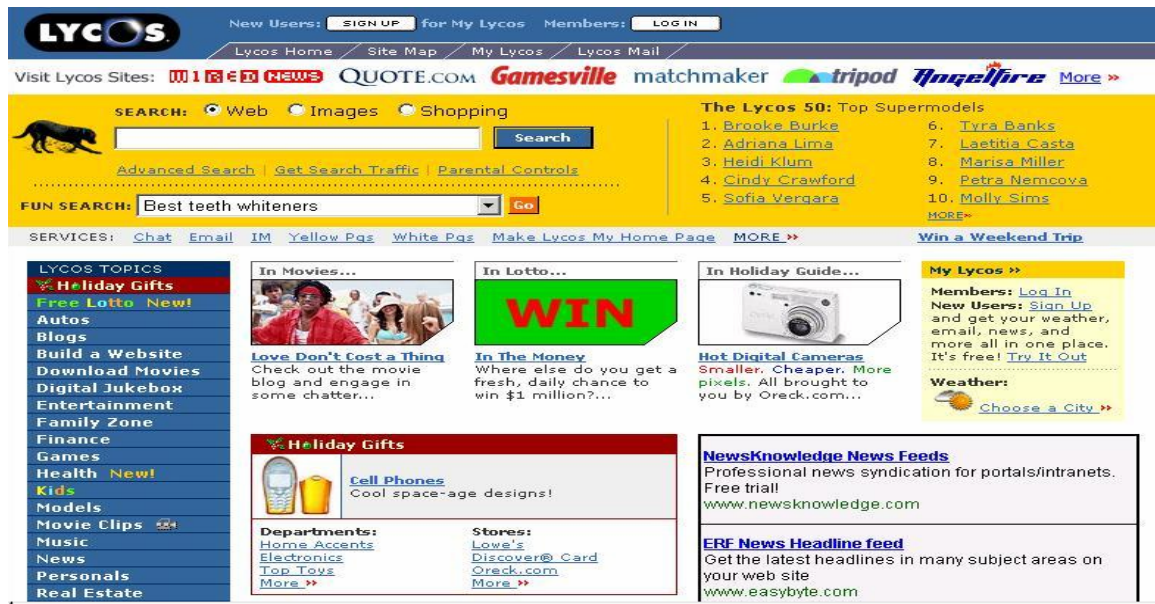 LYCOS
New Users: SIGN UP for My Lycos Members: LOG IN
Lycos Home / Site Map / My Lycos / Lycos Mail /
Visit Lycos Sites: WIRED NEWS QUOTE.COM Gamesville matchmaker tripod Angelfire More »
SEARCH: Web Images Shopping
Search
Advanced Search | Get Search Traffic | Parental Controls
FUN SEARCH: Best teeth whiteners Go
The Lycos 50: Top Supermodels
1. Brooke Burke
2. Adriana Lima
3. Heidi Klum
4. Cindy Crawford
5. Sofia Vergara
6. Tyra Banks
7. Laetitia Casta
8. Marisa Miller
9. Petra Nemcova
10. Molly Sims
MORE»
SERVICES: Chat Email IM Yellow Pgs White Pgs Make Lycos My Home Page MORE » Win a Weekend Trip
LYCOS TOPICS
Holiday Gifts
Free Lotto New!
Autos
Blogs
Build a Website
Download Movies
Digital Jukebox
Entertainment
Family Zone
Finance
Games
Health New!
Kids
Models
Movie Clips
Music
News
Personals
Real Estate
In Movies...
Love Don't Cost a Thing
Check out the movie
blog and engage in
some chatter...
In Lotto...
WIN
In The Money
Where else do you get a
fresh, daily chance to
win $1 million?...
In Holiday Guide...
Hot Digital Cameras
Smaller. Cheaper. More
pixels. All brought to
you by Oreck.com...
My Lycos »
Members: Log In
New Users: Sign Up
and get your weather,
email, news, and
more all in one place.
It's free! Try It Out
Weather:
Choose a City »
Holiday Gifts
Cell Phones
Cool space-age designs!
Departments:
Home Accents
Electronics
Top Toys
More »
Stores:
Lowe's
Discover® Card
Oreck.com
More »
NewsKnowledge News
Feeds
Professional news syndication for portals/intranets.
Free trial!
www.newsknowledge.com
ERF News Headline feed
Get the latest headlines in many subject areas on
your web site
www.easybyte.com